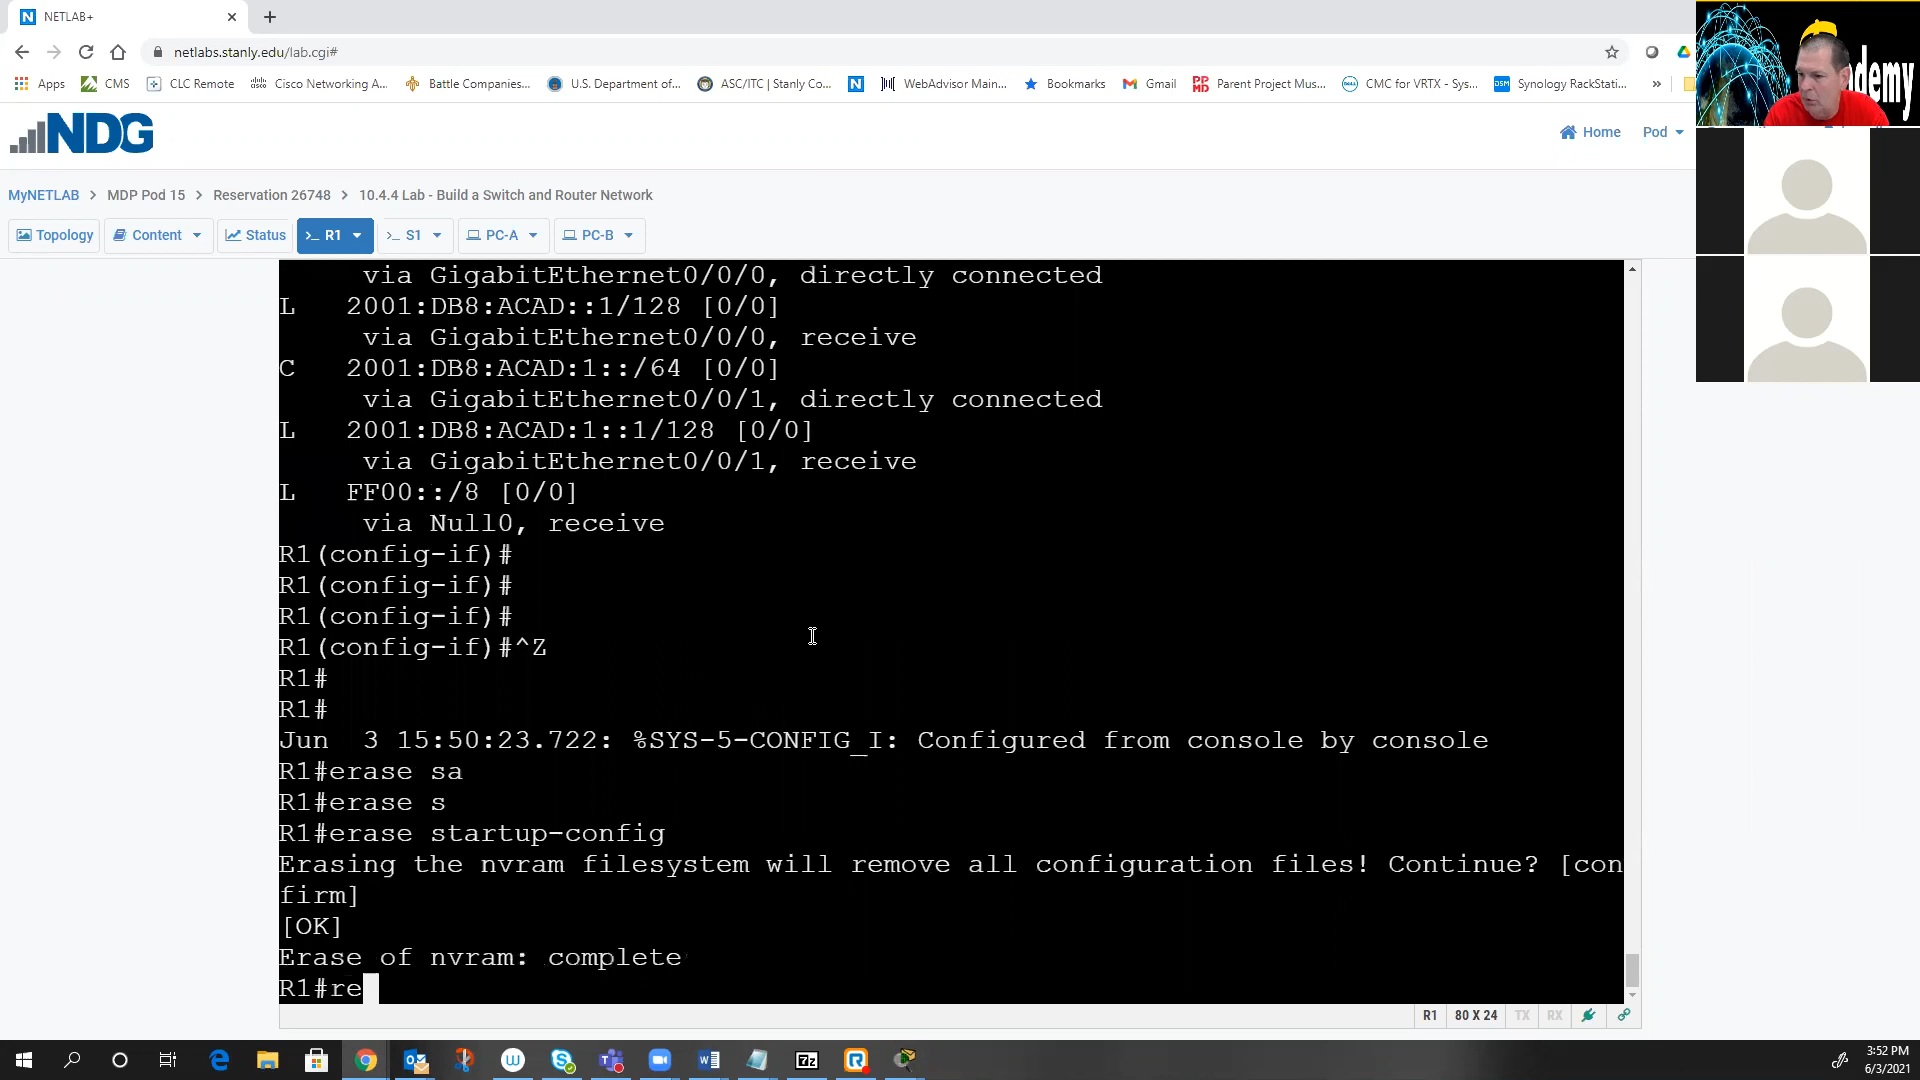 NETLAB+
netlabs.stanly.edu/lab.cgi#
Apps CMS CLC Remote Cisco Networking A... Battle Companies... U.S. Department of... ASC/ITC | Stanly Co... WebAdvisor Main... Bookmarks Gmail Parent Project Mus... CMC for VRTX - Sys... Synology RackStati... »
ademy
NDG
Home Pod
MyNETLAB > MDP Pod 15 > Reservation 26748 > 10.4.4 Lab - Build a Switch and Router Network
Topology Content Status R1 S1 PC-A PC-B
via GigabitEthernet0/0/0, directly connected
L 2001:DB8:ACAD::1/128 [0/0]
via GigabitEthernet0/0/0, receive
C 2001:DB8:ACAD:1::/64 [0/0]
via GigabitEthernet0/0/1, directly connected
L 2001:DB8:ACAD:1::1/128 [0/0]
via GigabitEthernet0/0/1, receive
L FF00::/8 [0/0]
via Null0, receive
R1(config-if)#
R1(config-if)#
R1(config-if)#
R1(config-if)#^Z
R1#
R1#
Jun 3 15:50:23.722: %SYS-5-CONFIG_I: Configured from console by console
R1#erase sa
R1#erase s
R1#erase startup-config
Erasing the nvram filesystem will remove all configuration files! Continue? [con
firm]
[OK]
Erase of nvram: complete
R1#re
R1 80 X 24 TX RX
3:52 PM
6/3/2021